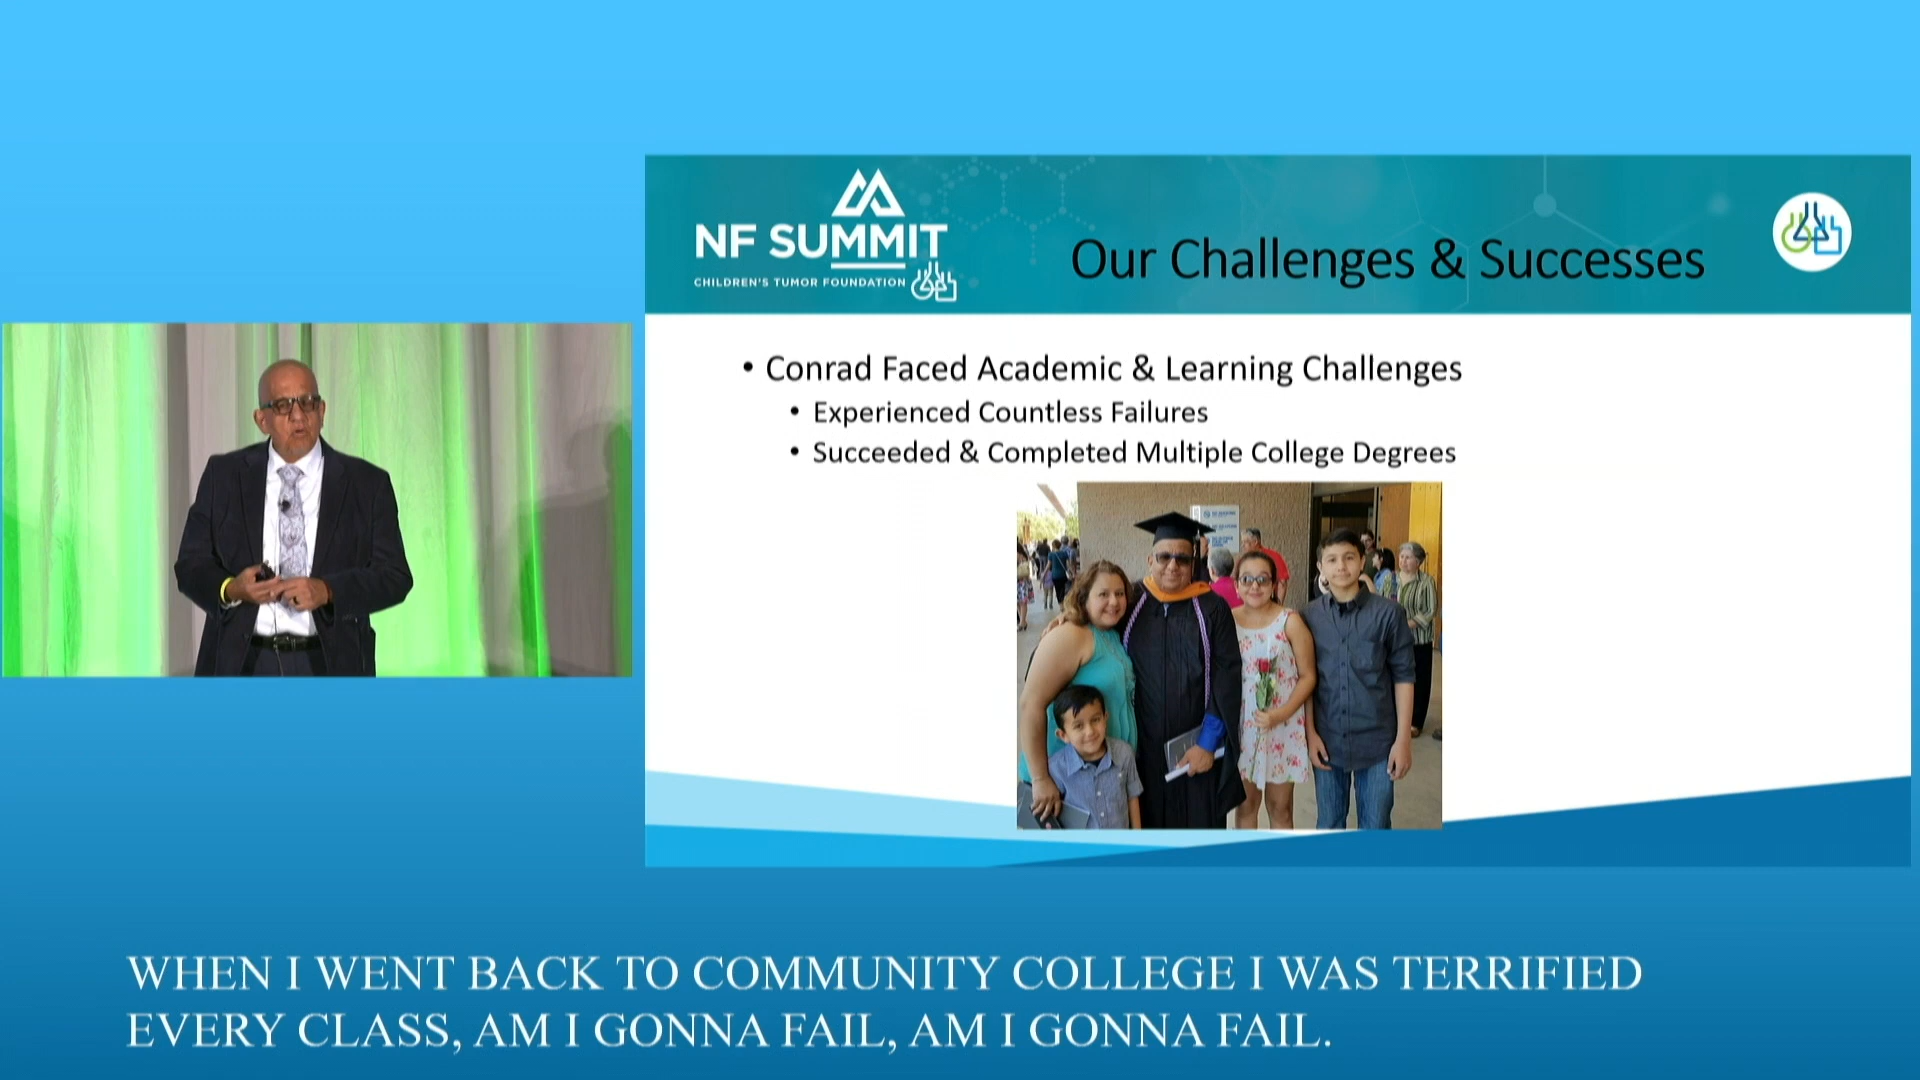 NF SUMMIT
CHILDREN'S TUMOR FOUNDATION
Our Challenges & Successes
• Conrad Faced Academic & Learning Challenges
• Experienced Countless Failures
• Succeeded & Completed Multiple College Degrees
WHEN I WENT BACK TO COMMUNITY COLLEGE I WAS TERRIFIED
EVERY CLASS, AM I GONNA FAIL, AM I GONNA FAIL.